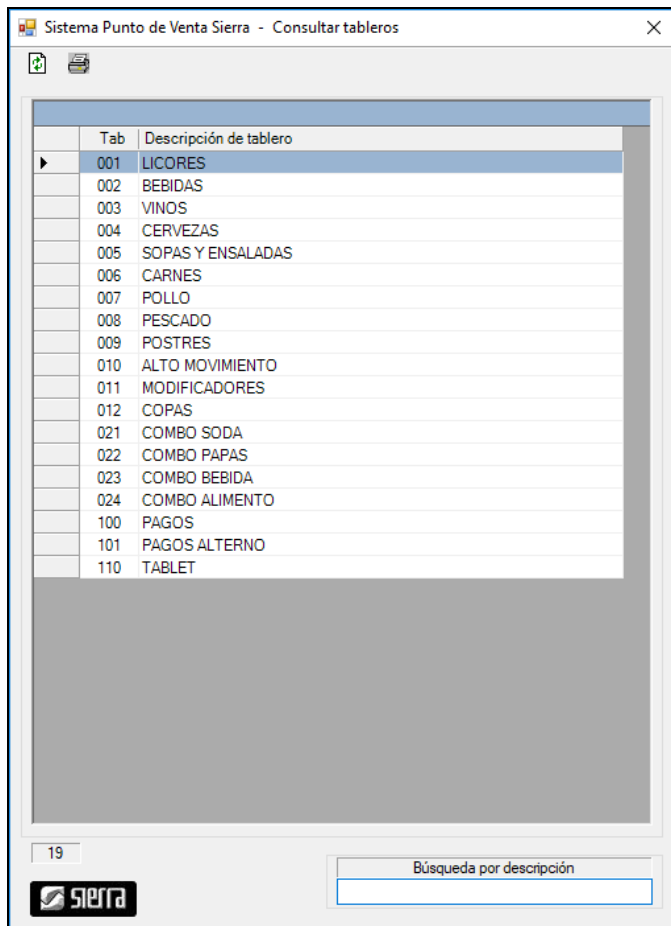 Sistema Punto de Venta Sierra - Consultar tableros
Tab Descripción de tablero
001 LICORES
002 BEBIDAS
003 VINOS
004 CERVEZAS
005 SOPAS Y ENSALADAS
006 CARNES
007 POLLO
008 PESCADO
009 POSTRES
010 ALTO MOVIMIENTO
011 MODIFICADORES
012 COPAS
021 COMBO SODA
022 COMBO PAPAS
023 COMBO BEBIDA
024 COMBO ALIMENTO
100 PAGOS
101 PAGOS ALTERNO
110 TABLET
19
Búsqueda por descripción
sierra